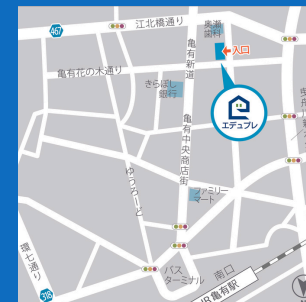 467
江北橋通り
奥瀬
歯科
入口
亀有新道
亀有花の木通り
きらぼし
銀行
エデュプレ
亀有中央商店街
ゆうろーど
ファミリー
マート
環七通り
318
バス
ターミナル
南口
JR亀有駅